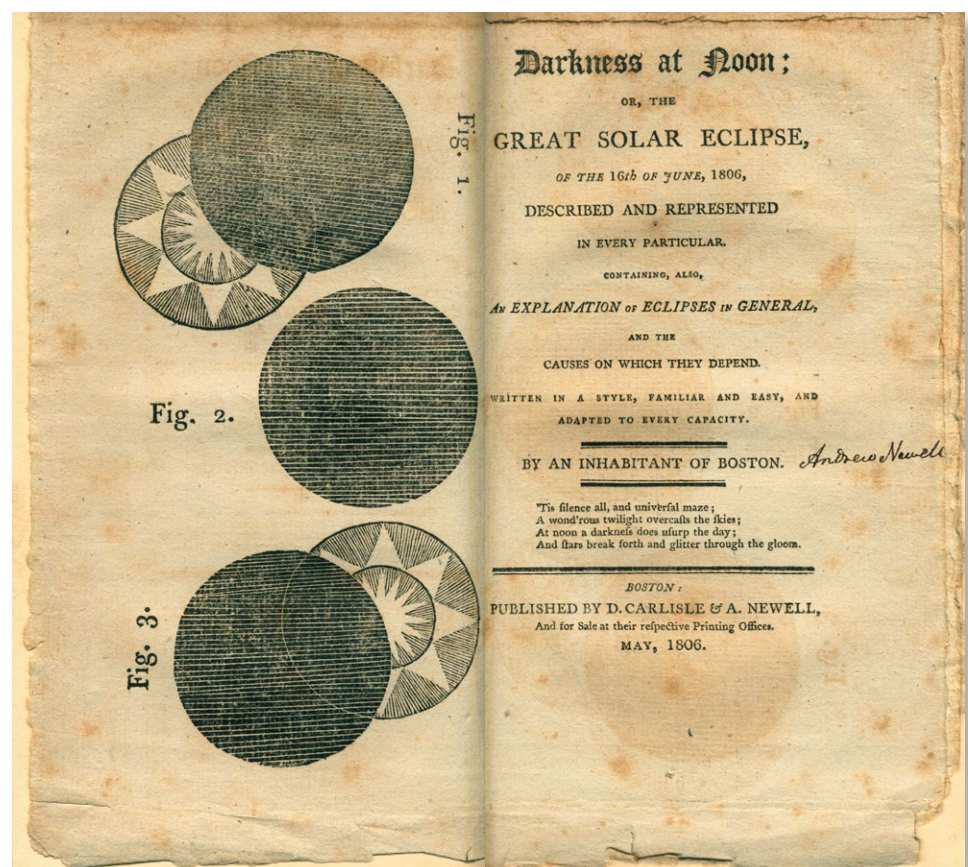 Fig. 1.
Fig. 2.
Fig. 3.
Darkness at Noon;
OR, THE
GREAT SOLAR ECLIPSE,
OF THE 16th OF JUNE, 1806,
DESCRIBED AND REPRESENTED
IN EVERY PARTICULAR.
CONTAINING, ALSO,
AN EXPLANATION OF ECLIPSES IN GENERAL,
AND THE
CAUSES ON WHICH THEY DEPEND.
WRITTEN IN A STYLE, FAMILIAR AND EASY, AND
ADAPTED TO EVERY CAPACITY.
BY AN INHABITANT OF BOSTON. Andrew Newell
'Tis ſilence all, and univerſal maze;
A wond'rous twilight overcaſts the ſkies;
At noon a darkneſs does uſurp the day;
And ſtars break forth and glitter through the gloom.
BOSTON:
PUBLISHED BY D. CARLISLE & A. NEWELL,
And for Sale at their reſpective Printing Offices.
MAY, 1806.